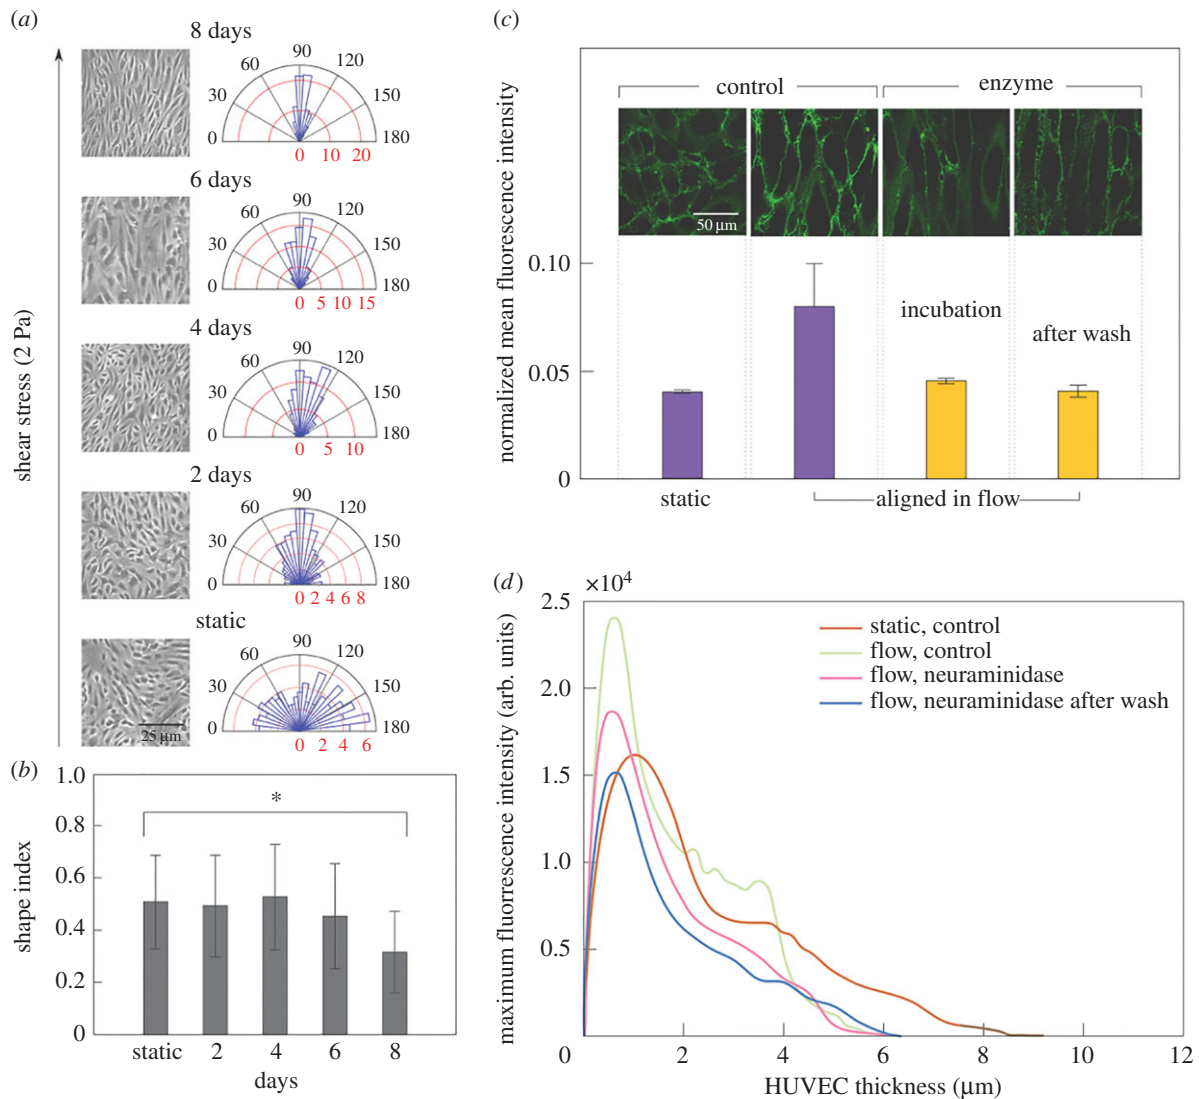 (a)
shear stress (2 Pa)
8 days
0 30 60 90 120 150 180
0 10 20
6 days
0 30 60 90 120 150 180
0 5 10 15
4 days
0 30 60 90 120 150 180
0 5 10
2 days
0 30 60 90 120 150 180
0 2 4 6 8
static
0 30 60 90 120 150 180
0 2 4 6
25 µm
(b)
shape index
1.0
0.8
0.6
0.4
0.2
0
*
static 2 4 6 8
days
(c)
normalized mean fluorescence intensity
control enzyme
50 µm
0.10
0.05
0
incubation
after wash
static
aligned in flow
(d)
maximum fluorescence intensity (arb. units)
×10⁴
2.5
2.0
1.5
1.0
0.5
static, control
flow, control
flow, neuraminidase
flow, neuraminidase after wash
0 2 4 6 8 10 12
HUVEC thickness (µm)